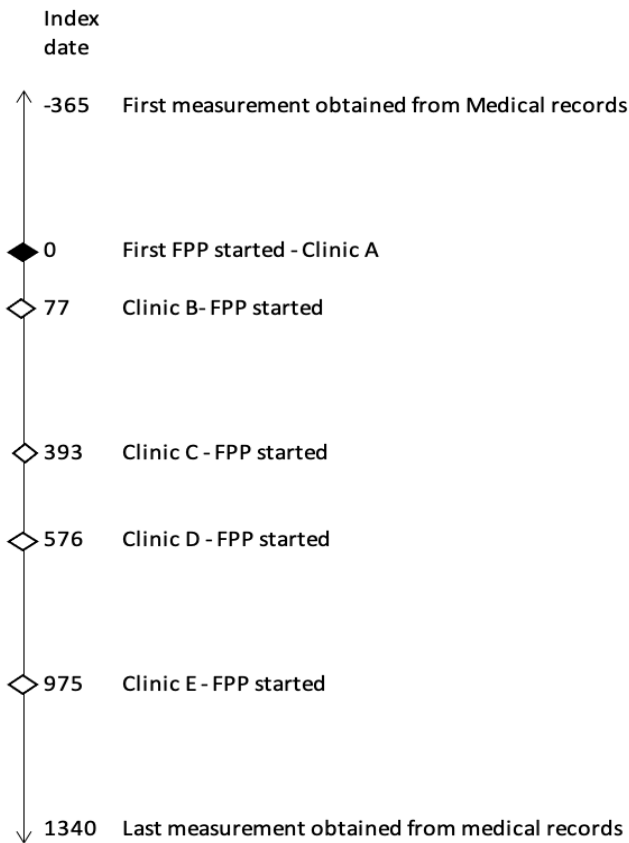 Index
date
-365 First measurement obtained from Medical records
0 First FPP started - Clinic A
77 Clinic B- FPP started
393 Clinic C - FPP started
576 Clinic D - FPP started
975 Clinic E - FPP started
1340 Last measurement obtained from medical records